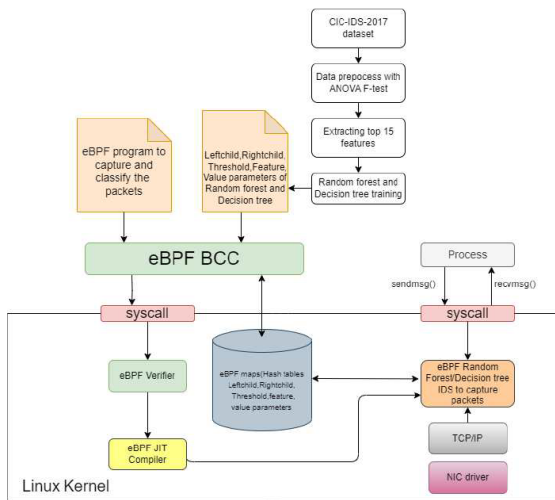 CIC-IDS-2017
dataset
Data prepocess with
ANOVA F-test
Extracting top 15
features
Random forest and
Decision tree training
eBPF program to
capture and
classify the
packets
Leftchild,Rightchild,
Threshold,Feature,
Value parameters of
Random forest and
Decision tree
eBPF BCC
Process
sendmsg()
recvmsg()
syscall
syscall
eBPF Verifier
eBPF maps(Hash tables
Leftchild,Rightchild,
Threshold,feature,
value parameters
eBPF Random
Forest/Decision tree
IDS to capture
packets
eBPF JIT
Compiler
TCP/IP
NIC driver
Linux Kernel